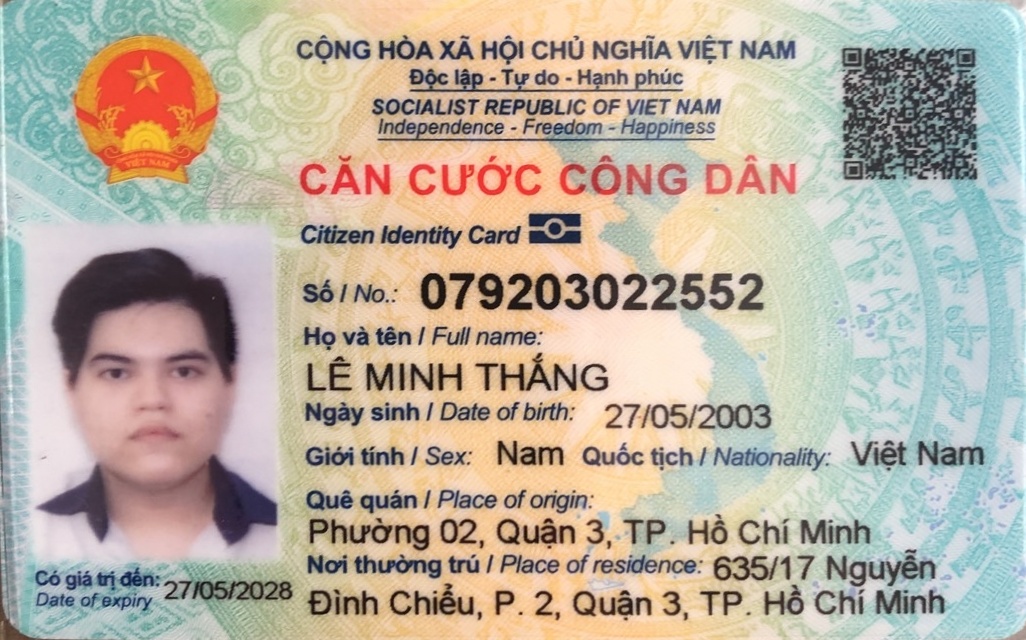 CỘNG HÒA XÃ HỘI CHỦ NGHĨA VIỆT NAM
Độc lập - Tự do - Hạnh phúc
SOCIALIST REPUBLIC OF VIET NAM
Independence - Freedom - Happiness
VIỆT NAM
CĂN CƯỚC CÔNG DÂN
Citizen Identity Card
Số / No.: 079203022552
Họ và tên / Full name:
LÊ MINH THẮNG
Ngày sinh / Date of birth: 27/05/2003
Giới tính / Sex: Nam Quốc tịch / Nationality: Việt Nam
Quê quán / Place of origin:
Phường 02, Quận 3, TP. Hồ Chí Minh
Nơi thường trú / Place of residence: 635/17 Nguyễn
Đình Chiểu, P. 2, Quận 3, TP. Hồ Chí Minh
Có giá trị đến: 27/05/2028
Date of expiry